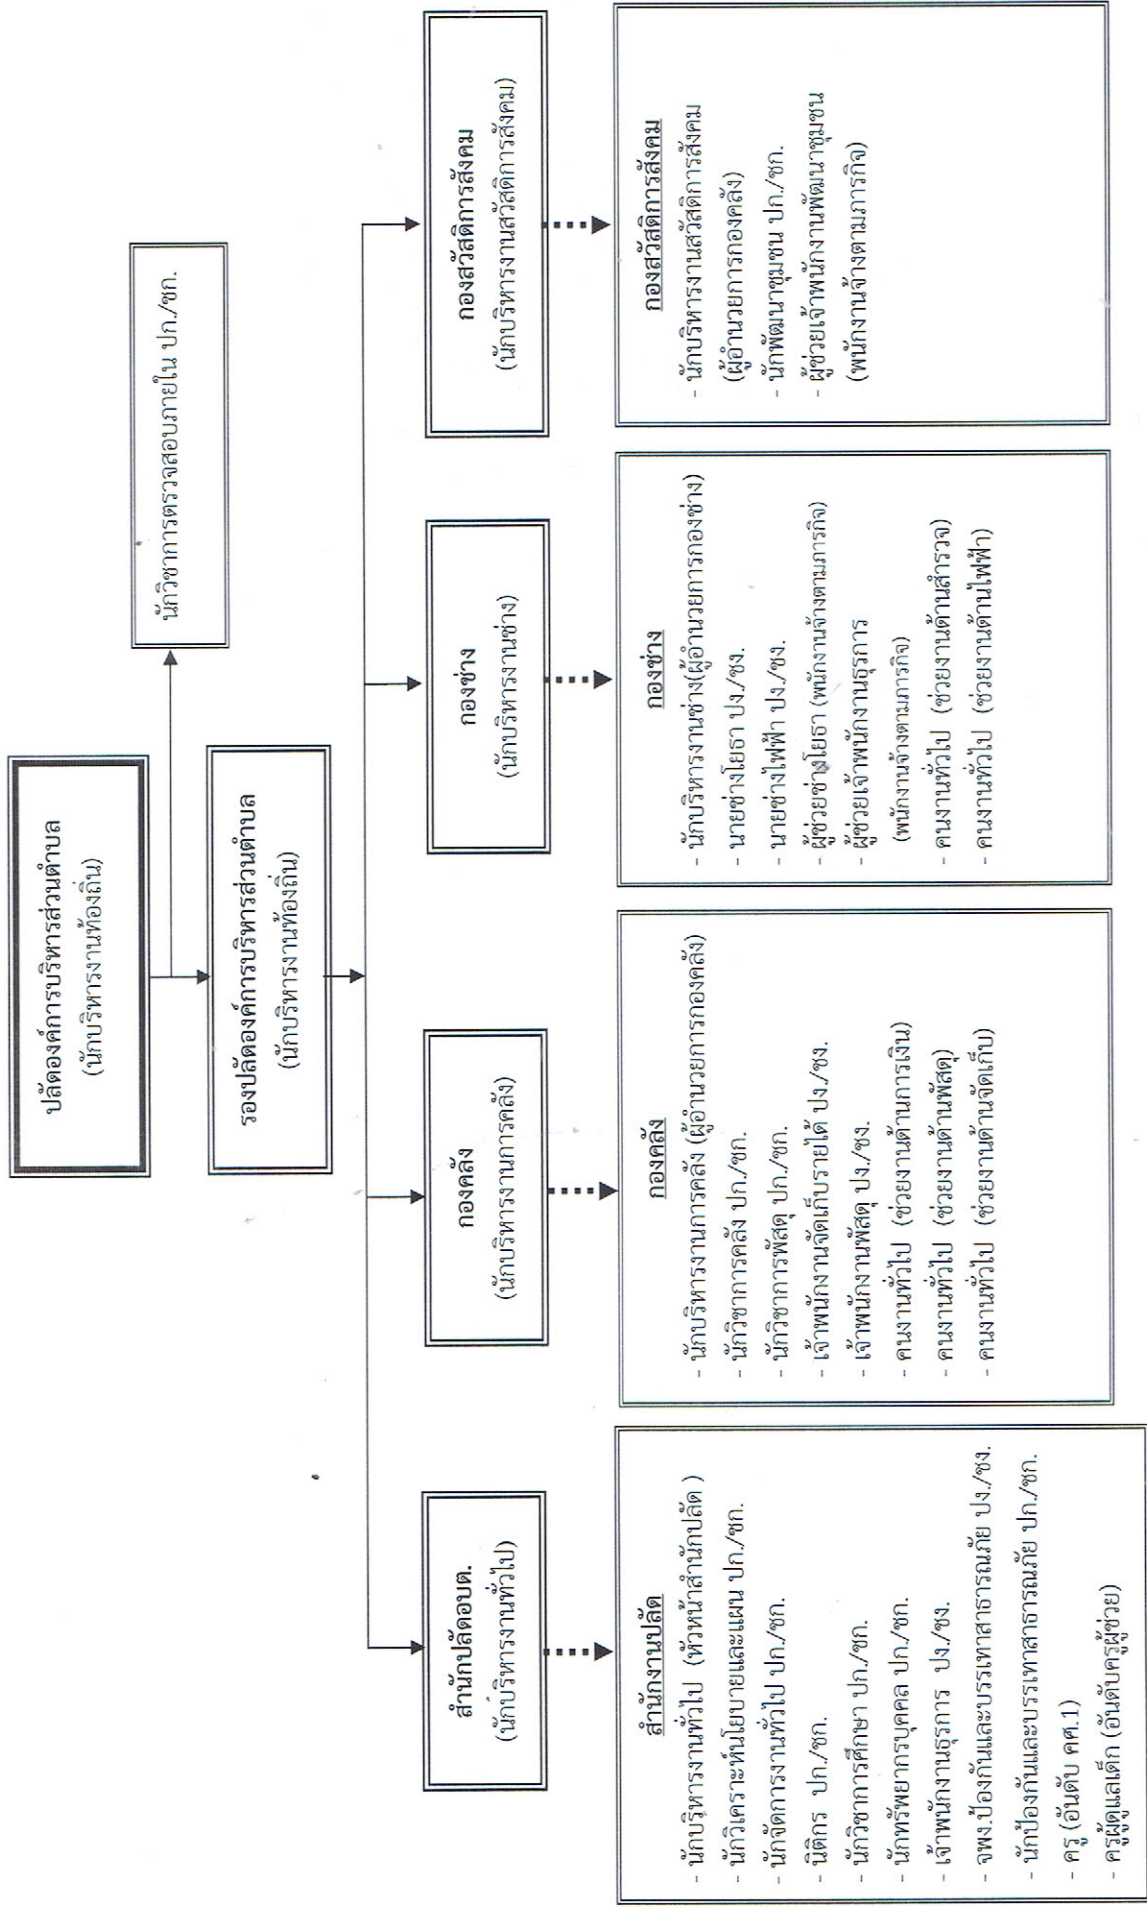 ปลัดองค์การบริหารส่วนตำบล
(นักบริหารงานท้องถิ่น)
นักวิชาการตรวจสอบภายใน ปก./ชก.
รองปลัดองค์การบริหารส่วนตำบล
(นักบริหารงานท้องถิ่น)
สำนักปลัดอบต.
(นักบริหารงานทั่วไป)
กองคลัง
(นักบริหารงานการคลัง)
กองช่าง
(นักบริหารงานช่าง)
กองสวัสดิการสังคม
(นักบริหารงานสวัสดิการสังคม)
สำนักงานปลัด
- นักบริหารงานทั่วไป (หัวหน้าสำนักปลัด )
- นักวิเคราะห์นโยบายและแผน ปก./ชก.
- นักจัดการงานทั่วไป ปก./ชก.
- นิติกร ปก./ชก.
- นักวิชาการศึกษา ปก./ชก.
- นักทรัพยากรบุคคล ปก./ชก.
- เจ้าพนักงานธุรการ ปง./ชง.
- จพง.ป้องกันและบรรเทาสาธารณภัย ปง./ชง.
- นักป้องกันและบรรเทาสาธารณภัย ปก./ชก.
- ครู (อันดับ คศ.1)
- ครูผู้ดูแลเด็ก (อันดับครูผู้ช่วย)
กองคลัง
- นักบริหารงานการคลัง (ผู้อำนวยการกองคลัง)
- นักวิชาการคลัง ปก./ชก.
- นักวิชาการพัสดุ ปก./ชก.
- เจ้าพนักงานจัดเก็บรายได้ ปง./ชง.
- เจ้าพนักงานพัสดุ ปง./ชง.
- คนงานทั่วไป (ช่วยงานด้านการเงิน)
- คนงานทั่วไป (ช่วยงานด้านพัสดุ)
- คนงานทั่วไป (ช่วยงานด้านจัดเก็บ)
กองช่าง
- นักบริหารงานช่าง(ผู้อำนวยการกองช่าง)
- นายช่างโยธา ปง./ชง.
- นายช่างไฟฟ้า ปง./ชง.
- ผู้ช่วยช่างโยธา (พนักงานจ้างตามภารกิจ)
- ผู้ช่วยเจ้าพนักงานธุรการ
(พนักงานจ้างตามภารกิจ)
- คนงานทั่วไป (ช่วยงานด้านสำรวจ)
- คนงานทั่วไป (ช่วยงานด้านไฟฟ้า)
กองสวัสดิการสังคม
- นักบริหารงานสวัสดิการสังคม
(ผู้อำนวยการกองคลัง)
- นักพัฒนาชุมชน ปก./ชก.
- ผู้ช่วยเจ้าพนักงานพัฒนาชุมชน
(พนักงานจ้างตามภารกิจ)